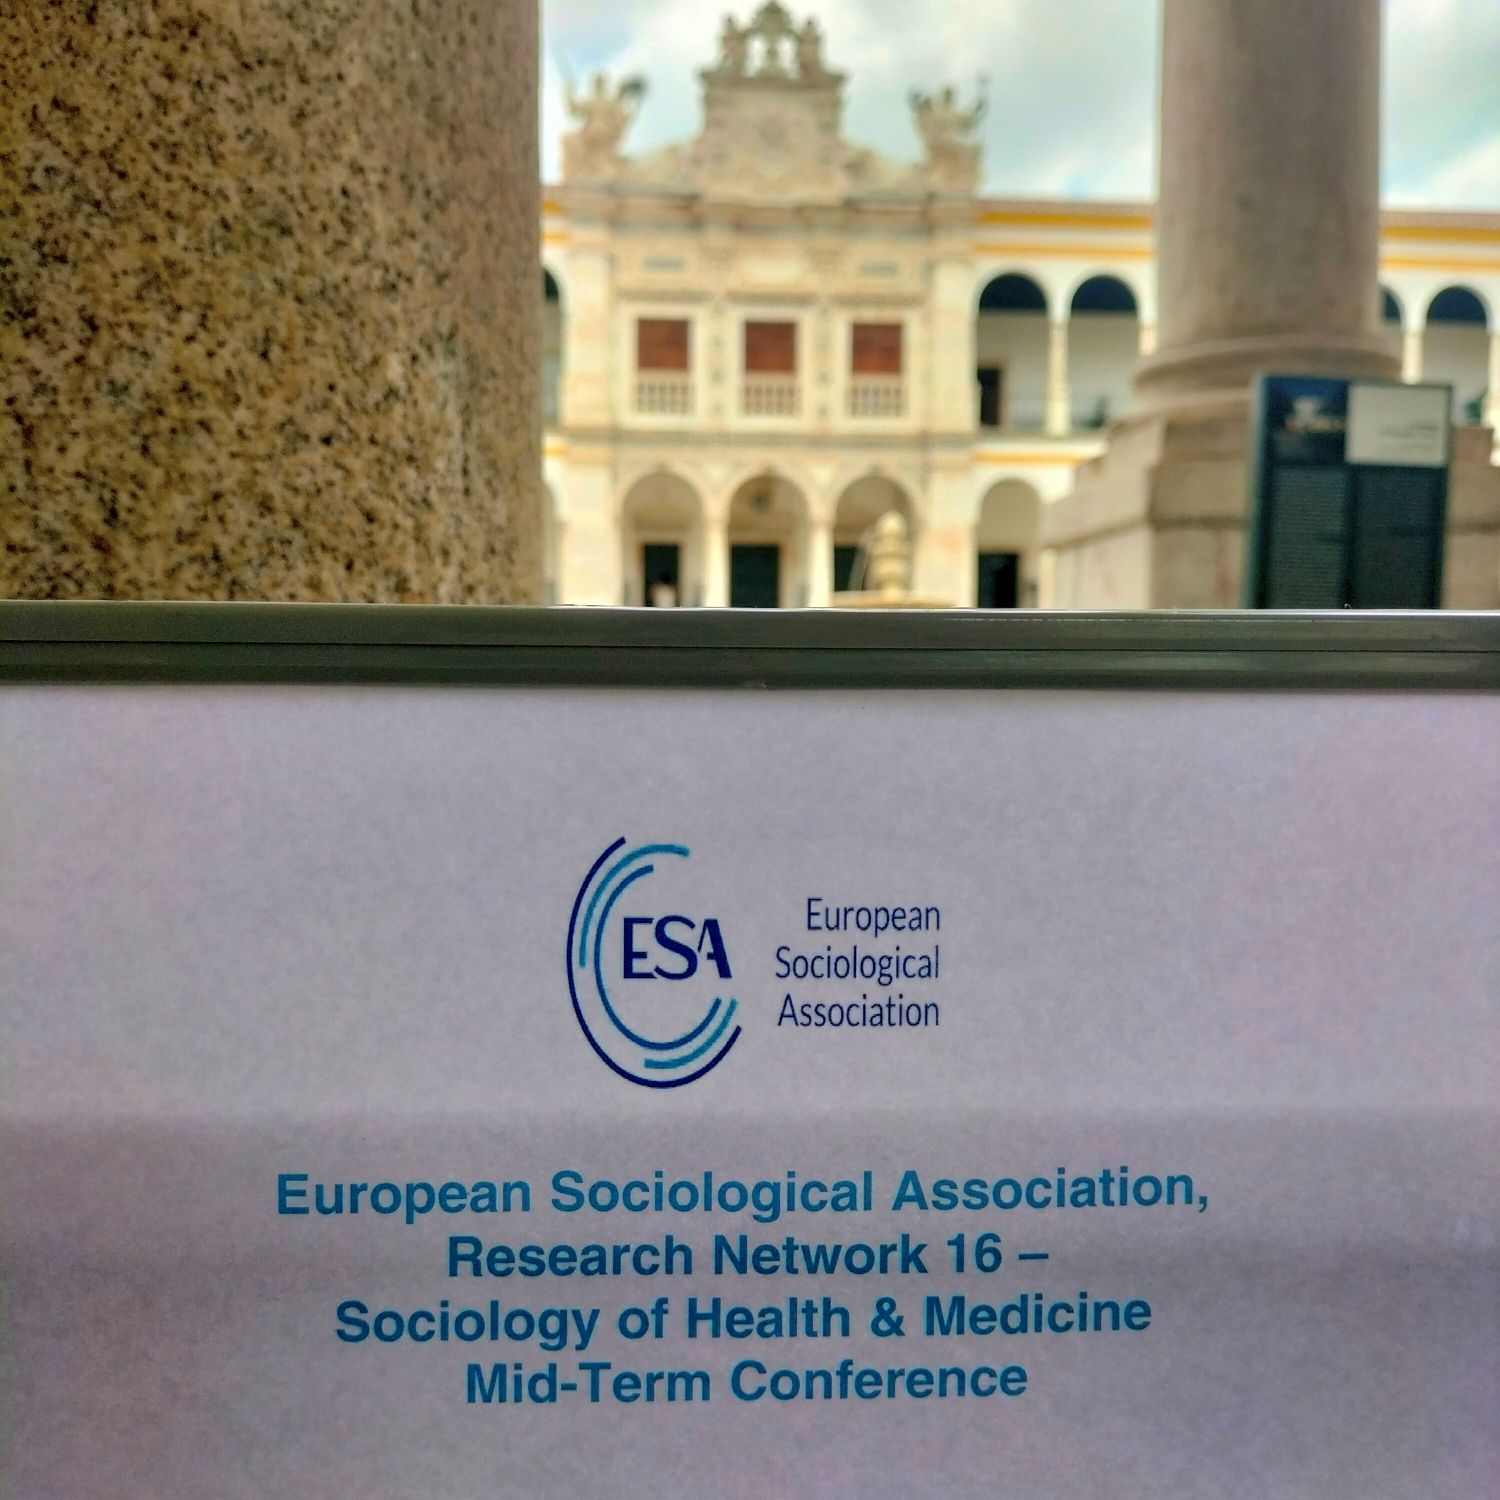 ESA
European
Sociological
Association
European Sociological Association,
Research Network 16 –
Sociology of Health & Medicine
Mid-Term Conference